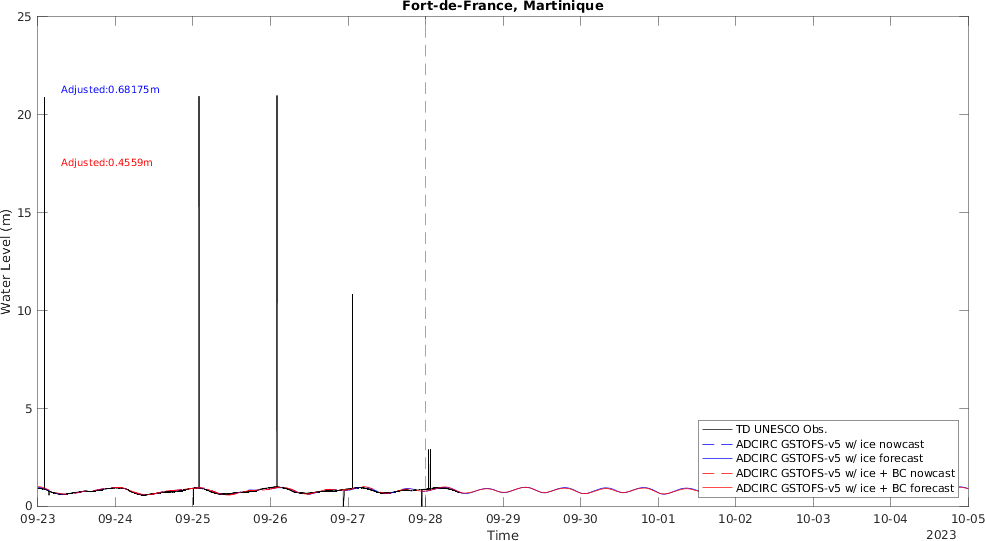 Fort-de-France, Martinique
25
20
15
10
5
0
Water Level (m)
Adjusted:0.68175m
Adjusted:0.4559m
TD UNESCO Obs.
ADCIRC GSTOFS-v5 w/ ice nowcast
ADCIRC GSTOFS-v5 w/ ice forecast
ADCIRC GSTOFS-v5 w/ ice + BC nowcast
ADCIRC GSTOFS-v5 w/ ice + BC forecast
09-23 09-24 09-25 09-26 09-27 09-28 09-29 09-30 10-01 10-02 10-03 10-04 10-05
Time
2023